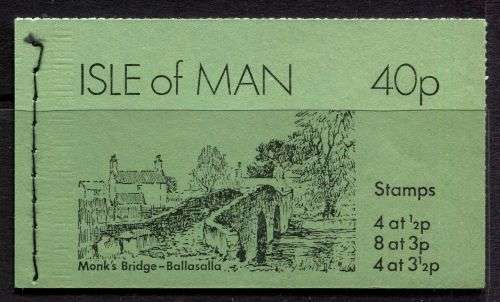 ISLE of MAN 40p
Monk's Bridge-Ballasalla
Stamps
4 at ½p
8 at 3p
4 at 3½p